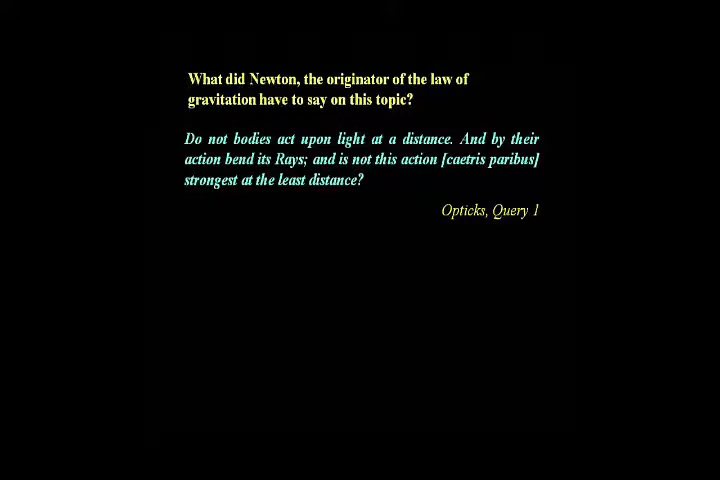 What did Newton, the originator of the law of
gravitation have to say on this topic?
Do not bodies act upon light at a distance. And by their
action bend its Rays; and is not this action [caetris paribus]
strongest at the least distance?
Opticks, Query 1